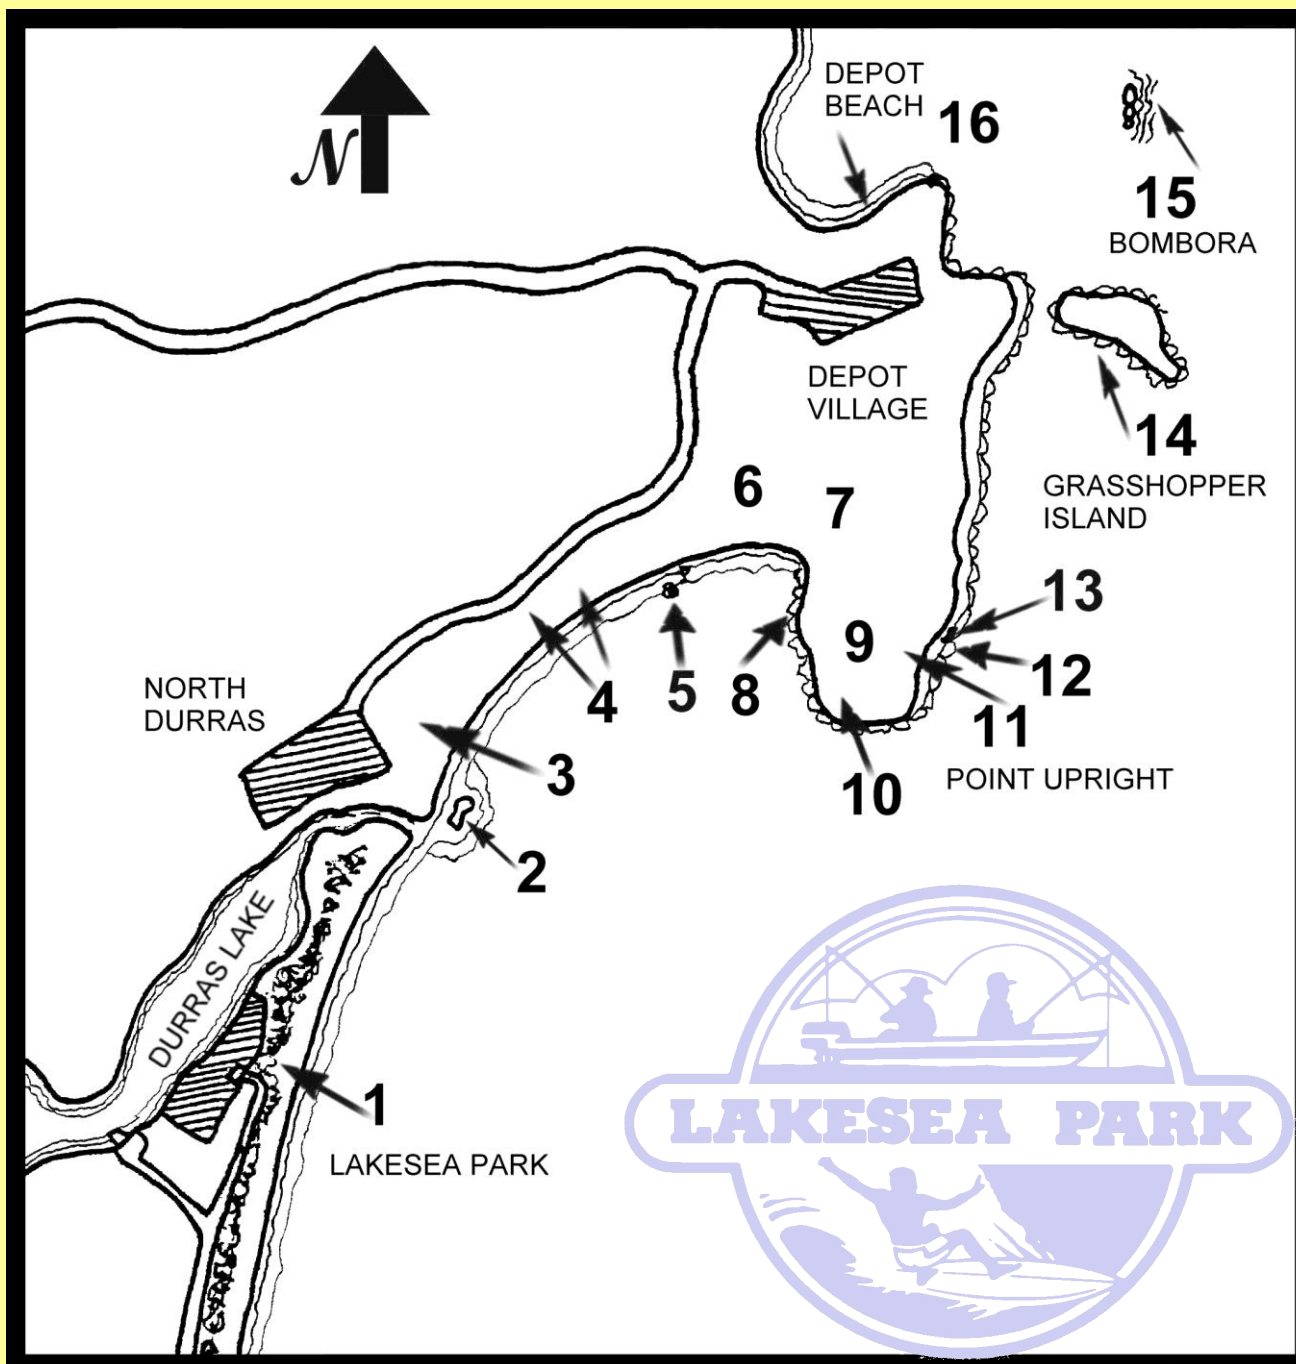 DEPOT
BEACH
16
N
15
BOMBORA
DEPOT
VILLAGE
14
GRASSHOPPER
ISLAND
6
7
13
9
12
NORTH
DURRAS
4
5
8
11
3
10
POINT UPRIGHT
2
DURRAS LAKE
1
LAKESEA PARK
LAKESEA PARK